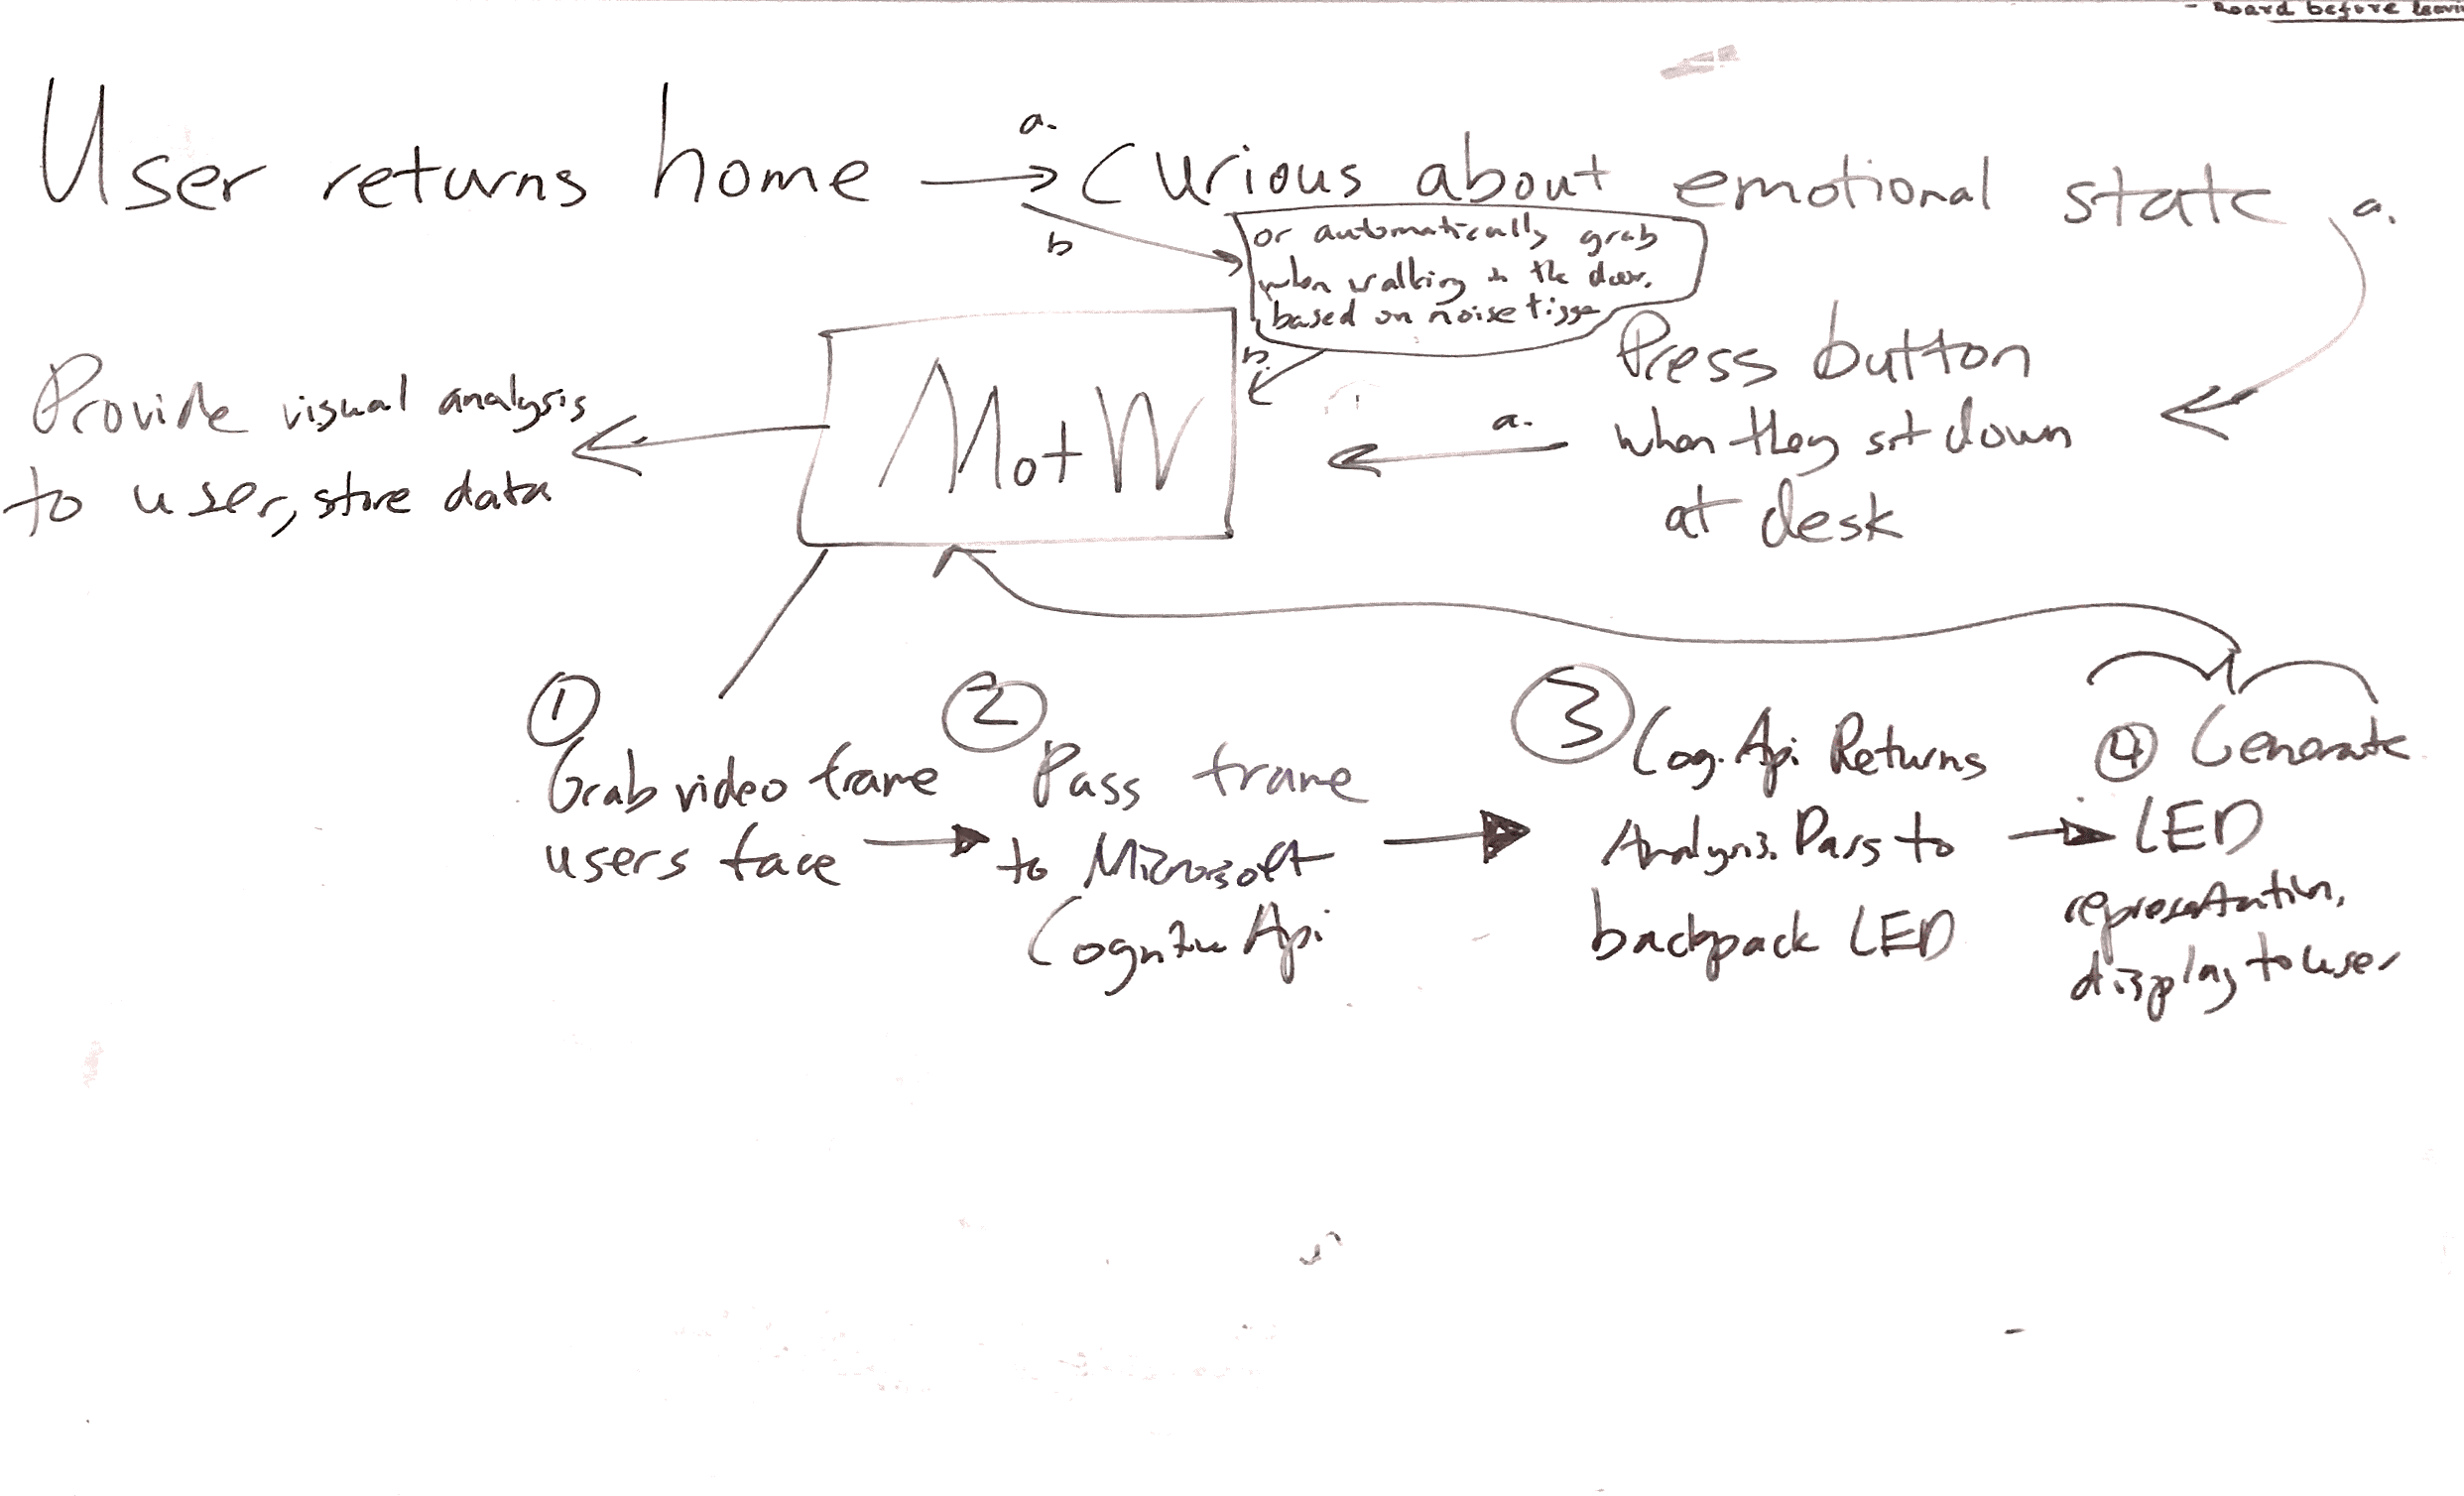 - Board before leavi
User returns home
a.
Curious about emotional state
a.
b
or automatically grab
when walking in the door,
based on noise tigge
b.
Press button
when they sit down
at desk
a.
MotW
Provide visual analysis
to user, store data
1
Grab video frame
users face
2
Pass frame
to Microsoft
Cognitive Api
3
Cog. Api Returns
Analysis. Pass to
backpack LED
4
Generate
LED
representation,
display to user